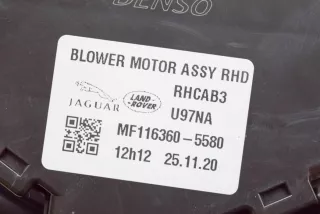 DENSO
BLOWER MOTOR ASSY RHD
RHCAB3
JAGUAR LAND-ROVER
U97NA
MF116360-5580
12h12 25.11.20